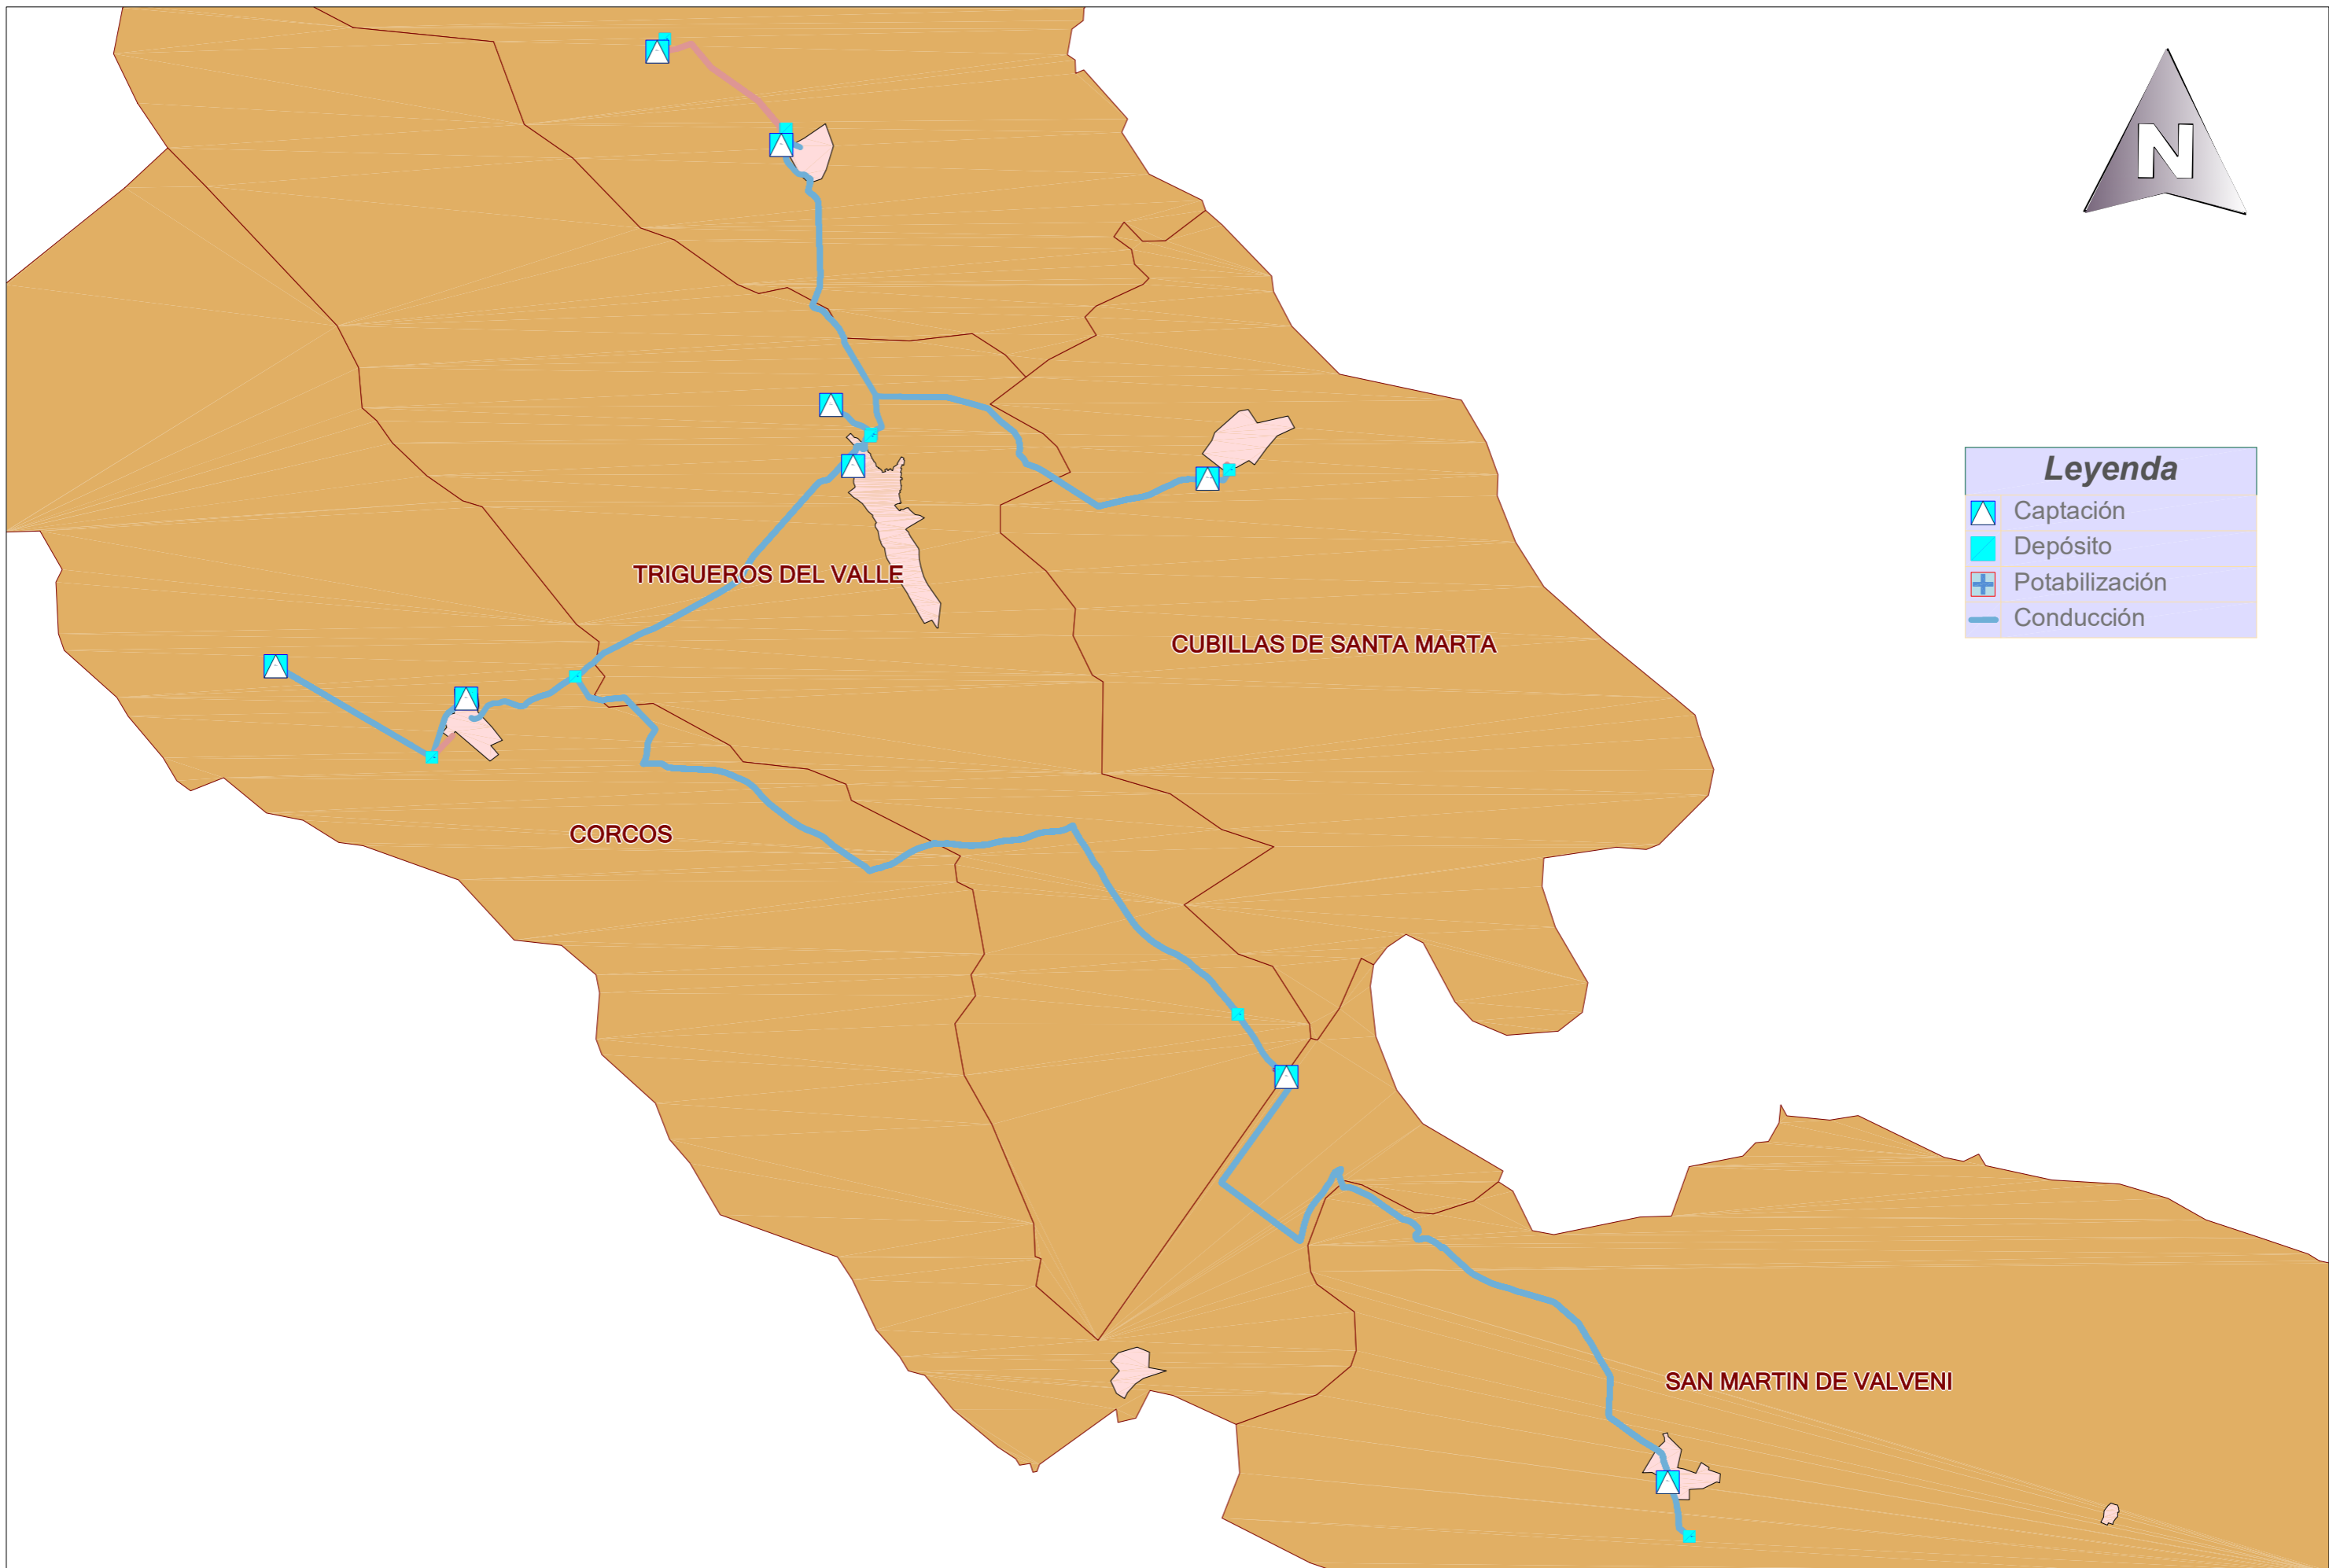 N
Leyenda
Captación
Depósito
Potabilización
Conducción
TRIGUEROS DEL VALLE
CUBILLAS DE SANTA MARTA
CORCOS
SAN MARTIN DE VALVENI